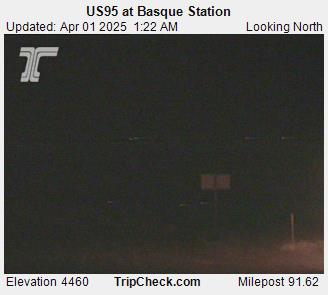 US95 at Basque Station
Updated: Apr 01 2025 1:22 AM Looking North
Elevation 4460 TripCheck.com Milepost 91.62